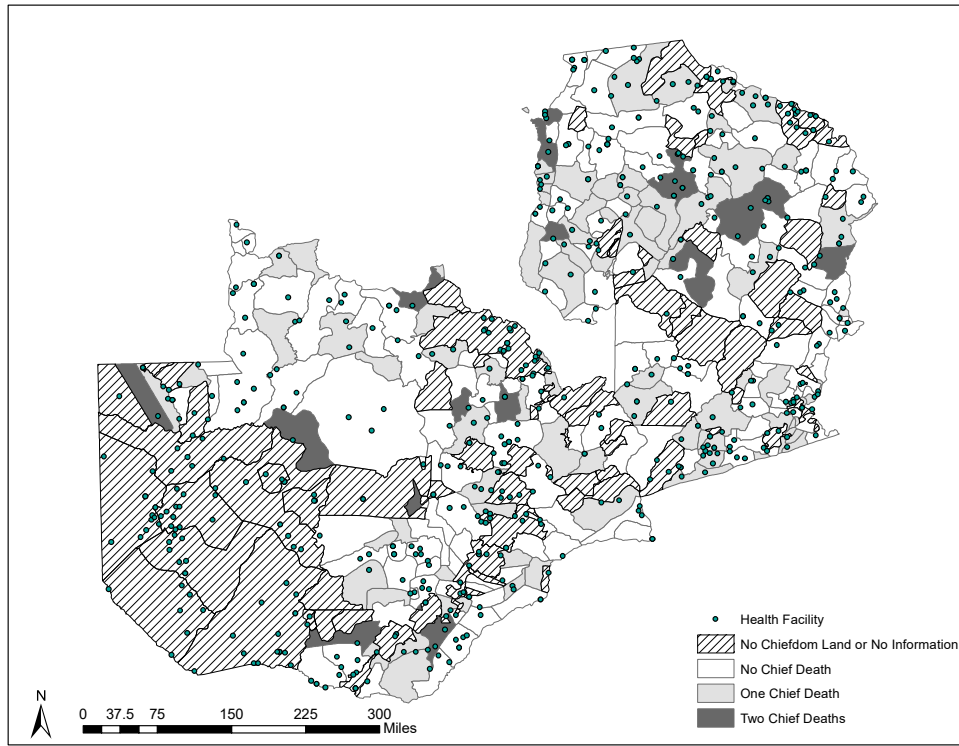 Health Facility
No Chiefdom Land or No Information
No Chief Death
One Chief Death
Two Chief Deaths
N
0 37.5 75 150 225 300
Miles